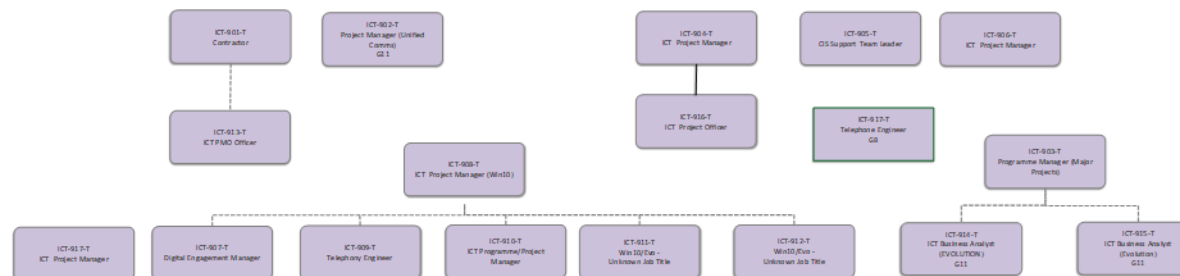 ICT-901-T
Contractor
ICT-902-T
Project Manager (Unified
Comms)
G11
ICT-904-T
ICT Project Manager
ICT-905-T
CIS Support Team Leader
ICT-906-T
ICT Project Manager
ICT-913-T
ICT PMO Officer
ICT-916-T
ICT Project Officer
ICT-917-T
Telephone Engineer
G8
ICT-908-T
ICT Project Manager (Win10)
ICT-903-T
Programme Manager (Major
Projects)
ICT-917-T
ICT Project Manager
ICT-907-T
Digital Engagement Manager
ICT-909-T
Telephony Engineer
ICT-910-T
ICT Programme/Project
Manager
ICT-911-T
Win10/Evo -
Unknown Job Title
ICT-912-T
Win10/Evo -
Unknown Job Title
ICT-914-T
ICT Business Analyst
(EVOLUTION)
G11
ICT-915-T
ICT Business Analyst
(Evolution)
G11